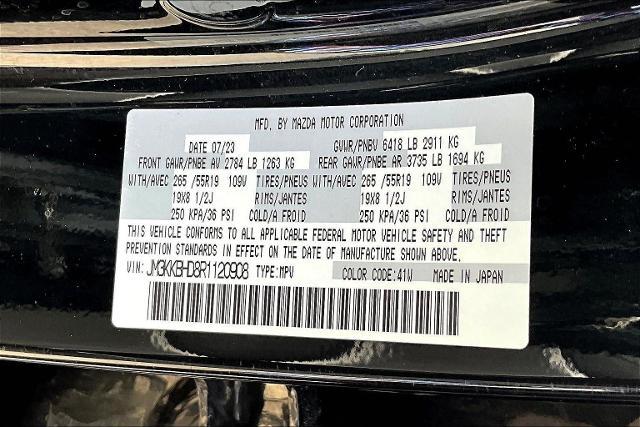 MFD. BY MAZDA MOTOR CORPORATION
DATE 07/23 GVWR/PNBV 6418 LB 2911 KG
FRONT GAWR/PNBE AV 2784 LB 1263 KG REAR GAWR/PNBE AR 3735 LB 1694 KG
WITH/AVEC 265 /55R19 109V TIRES/PNEUS WITH/AVEC 265 /55R19 109V TIRES/PNEUS
19X8 1/2J RIMS/JANTES 19X8 1/2J RIMS/JANTES
250 KPA/36 PSI COLD/A FROID 250 KPA/36 PSI COLD/A FROID
THIS VEHICLE CONFORMS TO ALL APPLICABLE FEDERAL MOTOR VEHICLE SAFETY AND THEFT
PREVENTION STANDARDS IN EFFECT ON THE DATE OF MANUFACTURE SHOWN ABOVE.
VIN: JM3KKBHD8R1120908 TYPE:MPV COLOR CODE:41W MADE IN JAPAN